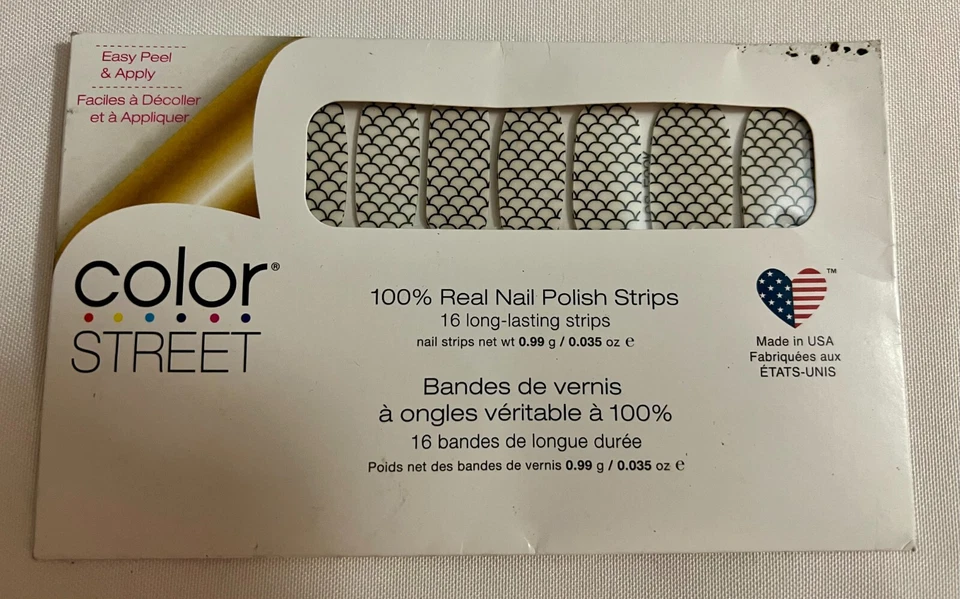 Easy Peel
& Apply
Faciles à Décoller
et à Appliquer
color®
STREET
100% Real Nail Polish Strips
16 long-lasting strips
nail strips net wt 0.99 g / 0.035 oz ℮
Bandes de vernis
à ongles véritable à 100%
16 bandes de longue durée
Poids net des bandes de vernis 0.99 g / 0.035 oz ℮
™
Made in USA
Fabriquées aux
ÉTATS-UNIS